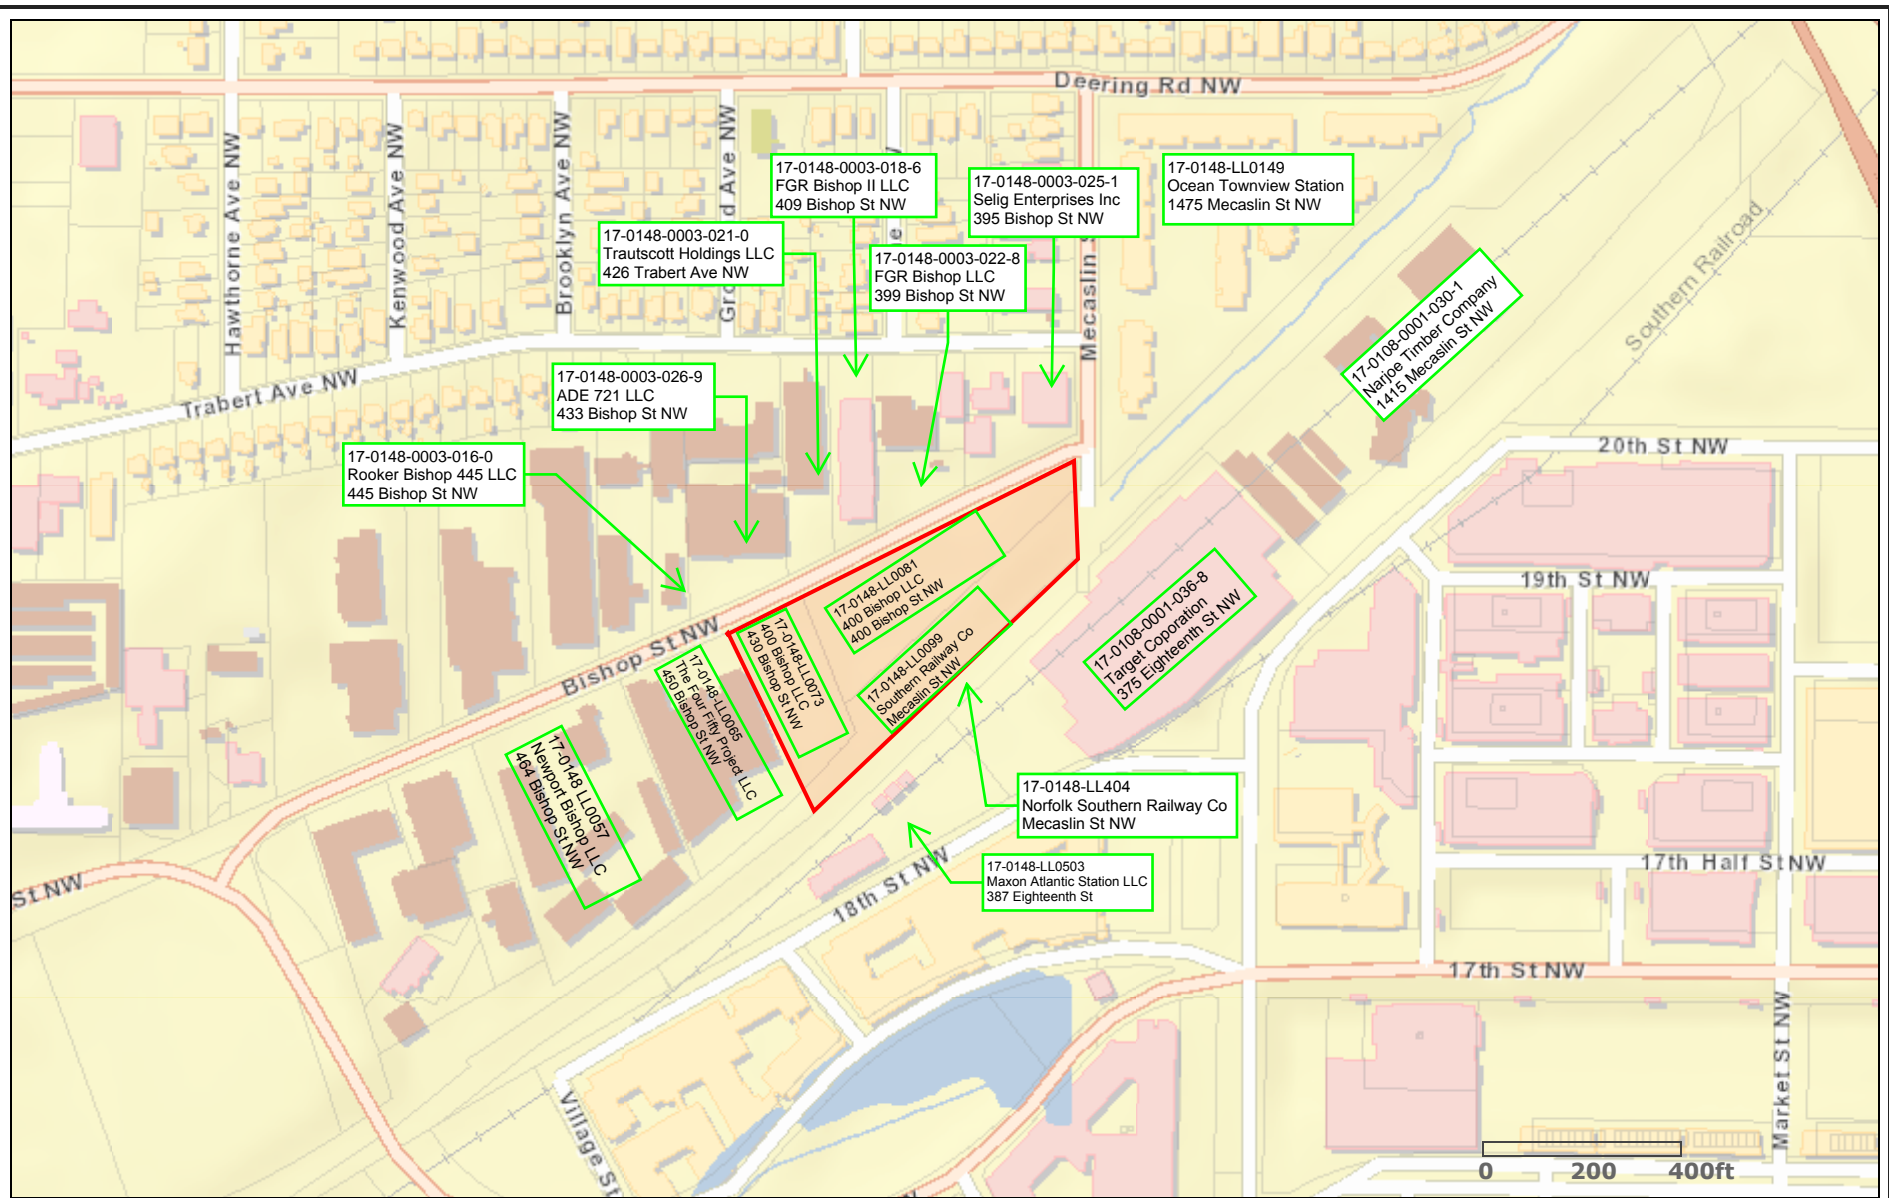 Deering Rd NW
Hawthorne Ave NW
Kenwood Ave NW
Brooklyn Ave NW
d Ave NW
Mecaslin S
17-0148-0003-018-6
FGR Bishop II LLC
409 Bishop St NW
17-0148-0003-025-1
Selig Enterprises Inc
395 Bishop St NW
17-0148-LL0149
Ocean Townview Station
1475 Mecaslin St NW
17-0148-0003-021-0
Trautscott Holdings LLC
426 Trabert Ave NW
17-0148-0003-022-8
FGR Bishop LLC
399 Bishop St NW
Southern Railroad
17-0108-0001-030-1
Narjoe Timber Company
1415 Mecaslin St NW
Trabert Ave NW
17-0148-0003-026-9
ADE 721 LLC
433 Bishop St NW
17-0148-0003-016-0
Rooker Bishop 445 LLC
445 Bishop St NW
20th St NW
19th St NW
17-0148-LL0081
400 Bishop LLC
400 Bishop St NW
17-0148-LL0099
Southern Railway Co
Mecaslin St NW
17-0148-LL0073
400 Bishop LLC
430 Bishop St NW
17-0108-0001-036-8
Target Coporation
375 Eighteenth St NW
Bishop St NW
17-0148-LL0065
The Four Fifty Project LLC
450 Bishop St NW
17-0148 LL0057
Newport Bishop LLC
464 Bishop St NW
17-0148-LL404
Norfolk Southern Railway Co
Mecaslin St NW
17-0148-LL0503
Maxon Atlantic Station LLC
387 Eighteenth St
18th St NW
St NW
17th Half St NW
17th St NW
Market St NW
Village St
0 200 400ft